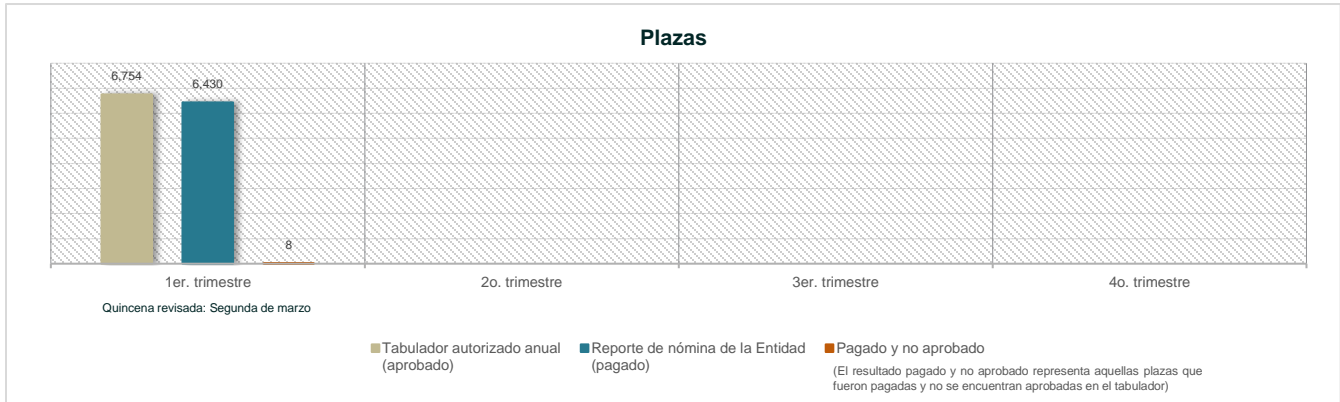 Plazas
6,754
6,430
8
1er. trimestre
2o. trimestre
3er. trimestre
4o. trimestre
Quincena revisada: Segunda de marzo
Tabulador autorizado anual
(aprobado)
Reporte de nómina de la Entidad
(pagado)
Pagado y no aprobado
(El resultado pagado y no aprobado representa aquellas plazas que
fueron pagadas y no se encuentran aprobadas en el tabulador)